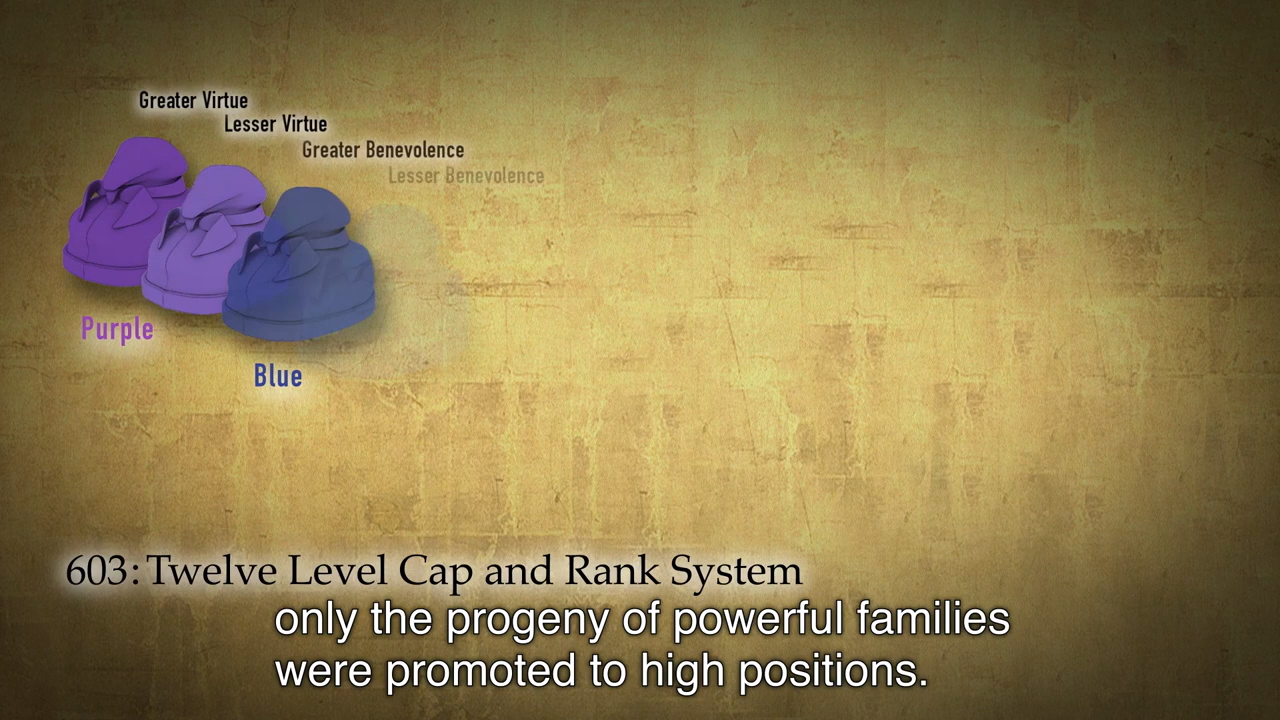 Greater Virtue
Lesser Virtue
Greater Benevolence
Lesser Benevolence
Purple
Blue
603: Twelve Level Cap and Rank System
only the progeny of powerful families
were promoted to high positions.